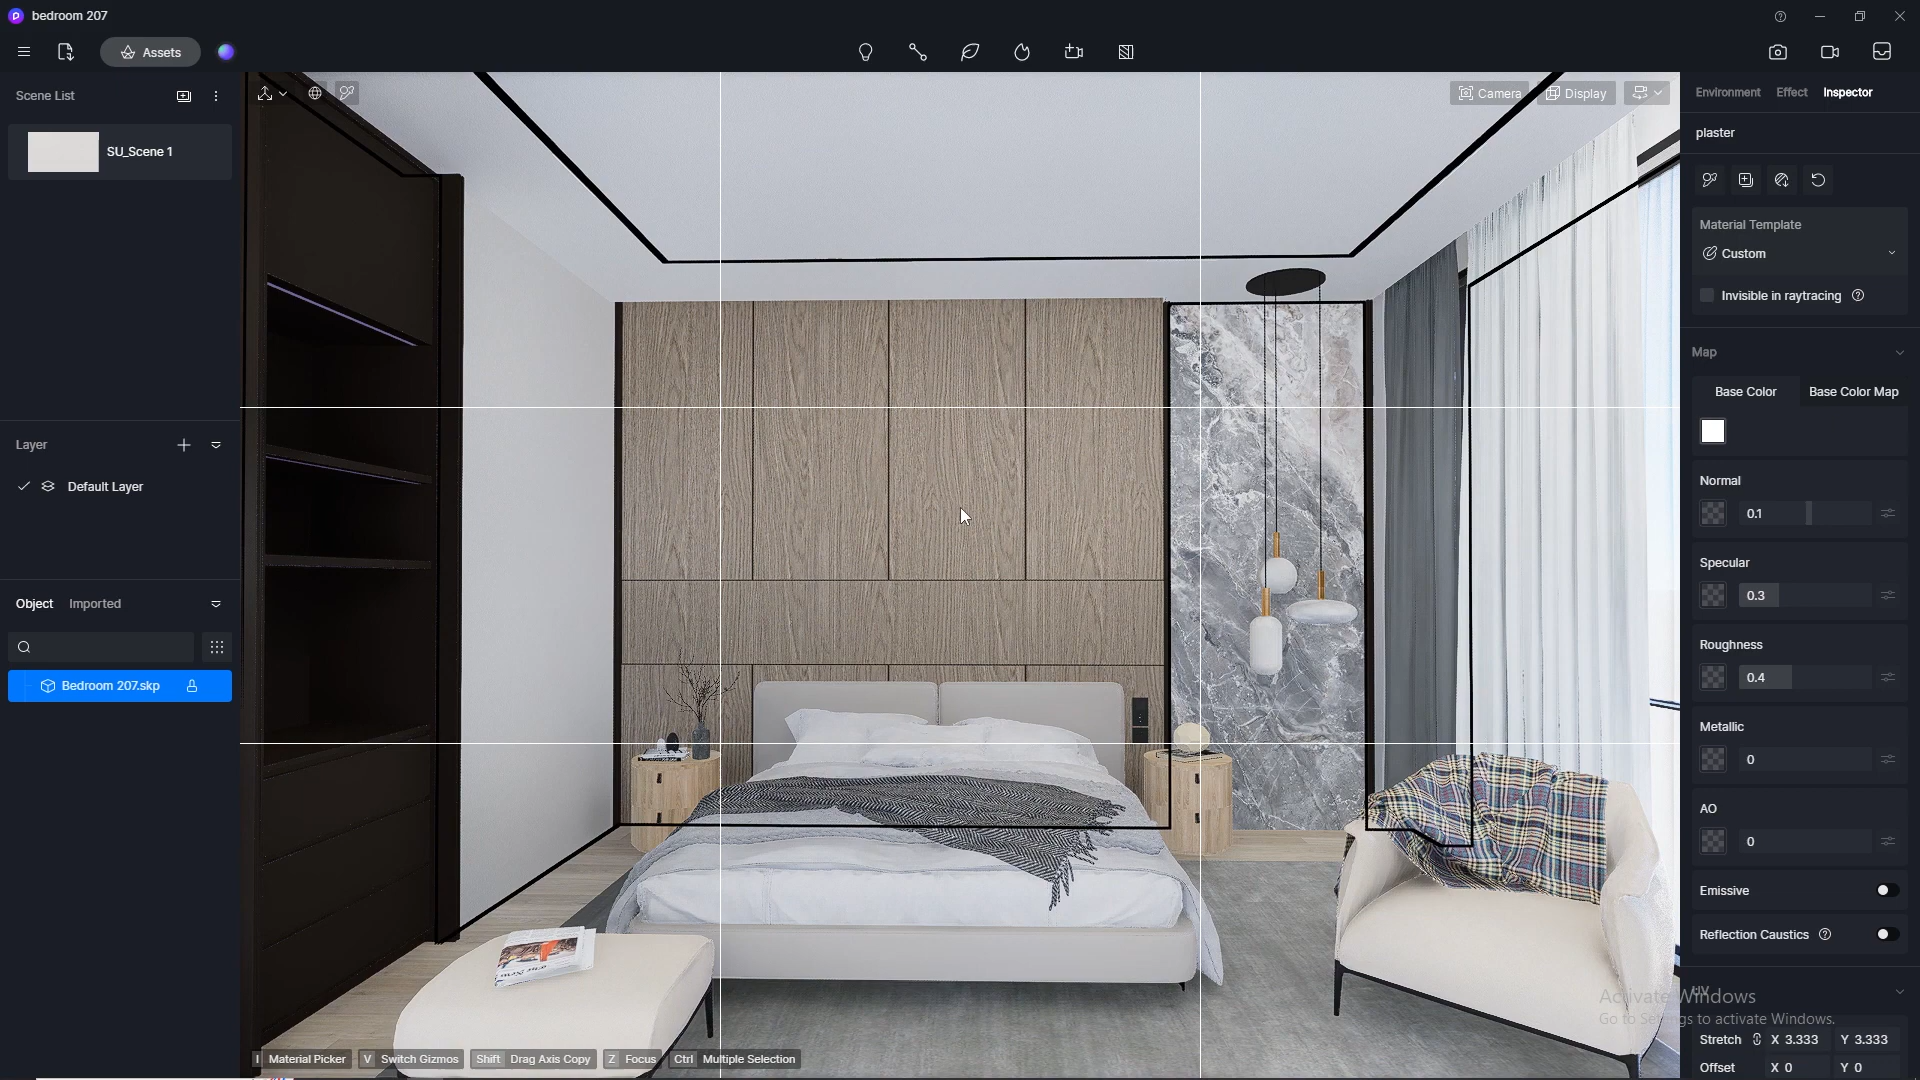 bedroom 207
Assets
Scene List
SU_Scene 1
Layer
Default Layer
Object Imported
Bedroom 207.skp
Camera
Display
I Material Picker V Switch Gizmos Shift Drag Axis Copy Z Focus Ctrl Multiple Selection
Environment Effect Inspector
plaster
Material Template
Custom
Invisible in raytracing
Map
Base Color Base Color Map
Normal
0.1
Specular
0.3
Roughness
0.4
Metallic
0
AO
0
Emissive
Reflection Caustics
UV
Activate Windows
Go to Settings to activate Windows.
Stretch X 3.333 Y 3.333
Offset X 0 Y 0